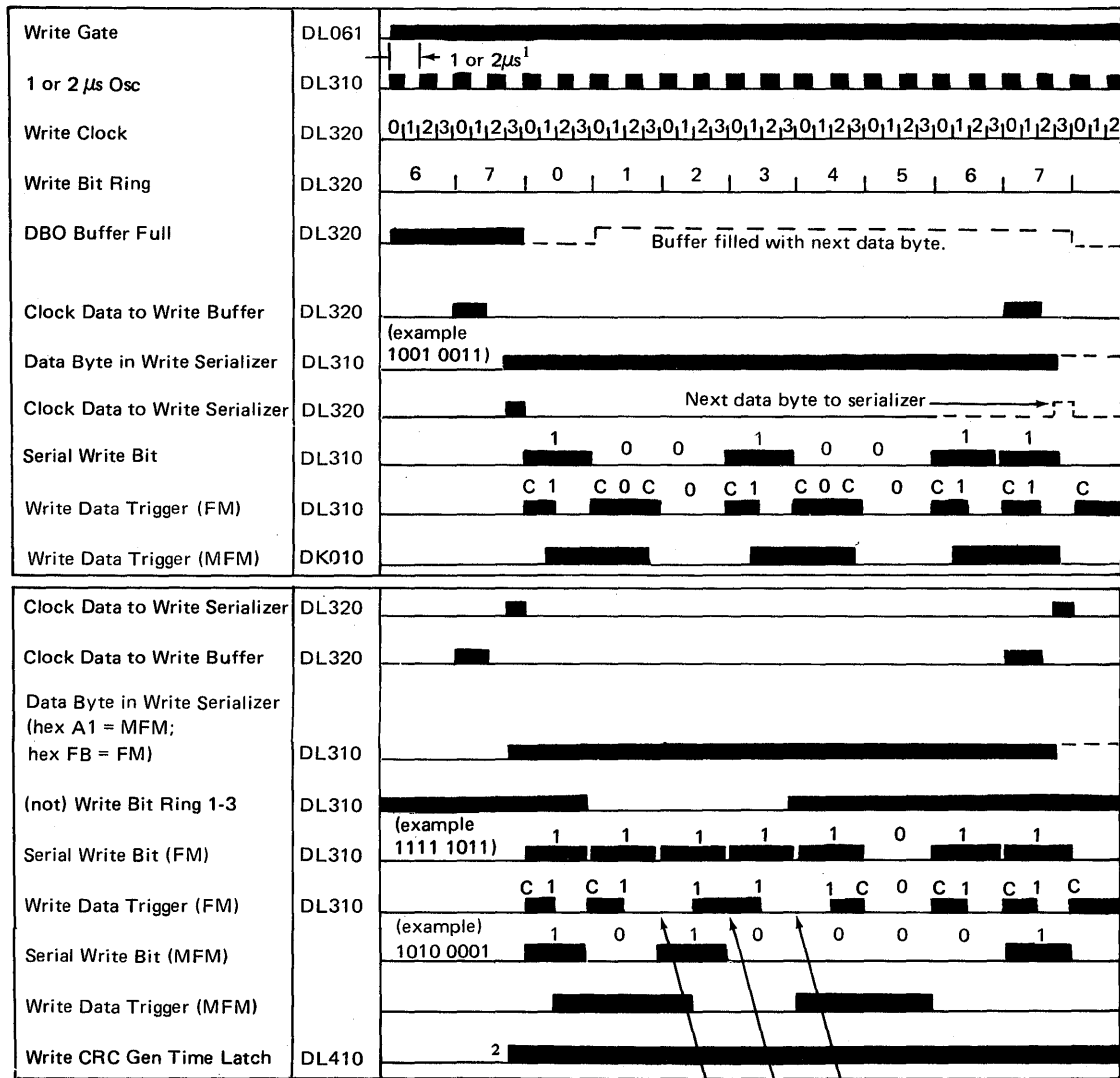 Write Gate DL061
1 or 2µs¹
1 or 2 µs Osc DL310
Write Clock DL320 0 1 2 3 0 1 2 3 0 1 2 3 0 1 2 3 0 1 2 3 0 1 2 3 0 1 2 3 0 1 2 3 0 1 2 3 0 1 2 3 0 1 2
Write Bit Ring DL320 6 7 0 1 2 3 4 5 6 7
DBO Buffer Full DL320 Buffer filled with next data byte.
Clock Data to Write Buffer DL320
(example
1001 0011)
Data Byte in Write Serializer DL310
Clock Data to Write Serializer DL320 Next data byte to serializer
Serial Write Bit DL310 1 0 0 1 0 0 1 1
Write Data Trigger (FM) DL310 C 1 C 0 C 0 C 1 C 0 C 0 C 1 C 1 C
Write Data Trigger (MFM) DK010
Clock Data to Write Serializer DL320
Clock Data to Write Buffer DL320
Data Byte in Write Serializer
(hex A1 = MFM;
hex FB = FM) DL310
(not) Write Bit Ring 1-3 DL310
(example
1111 1011)
Serial Write Bit (FM) DL310 1 1 1 1 1 0 1 1
Write Data Trigger (FM) DL310 C 1 C 1 1 1 1 C 0 C 1 C 1 C
(example)
1010 0001
Serial Write Bit (MFM) 1 0 1 0 0 0 0 1
Write Data Trigger (MFM)
Write CRC Gen Time Latch DL410 2